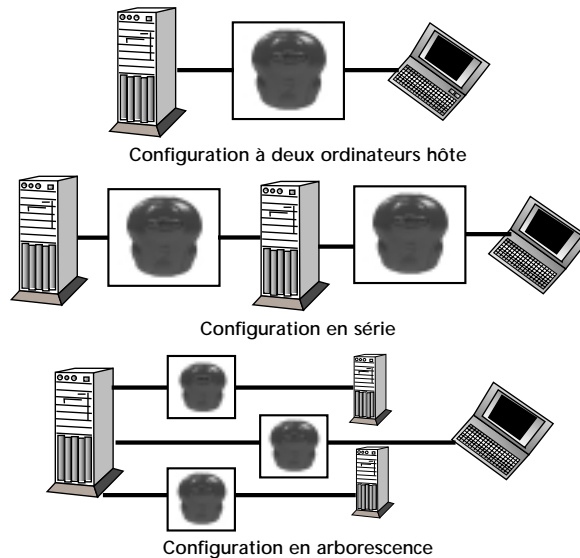 Configuration à deux ordinateurs hôte
Configuration en série
Configuration en arborescence